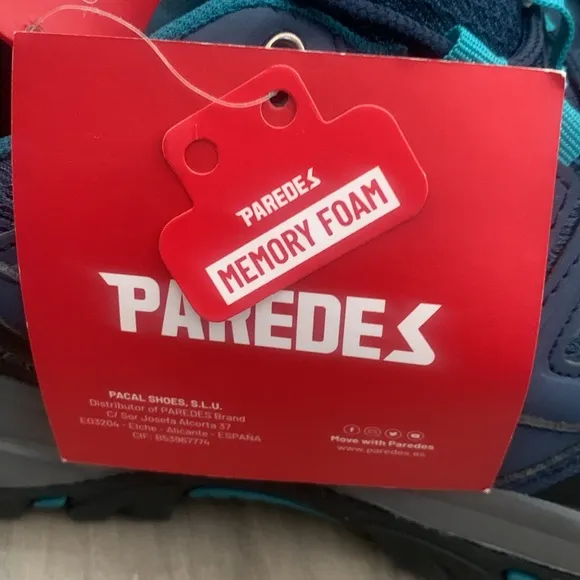 PAREDES
MEMORY FOAM
PAREDES
PACAL SHOES, S.L.U.
Distributor of PAREDES Brand
C/ Sor Josefa Alcorta 37
E03204 - Elche - Alicante - ESPAÑA
CIF: B53967774
Move with Paredes
www.paredes.es